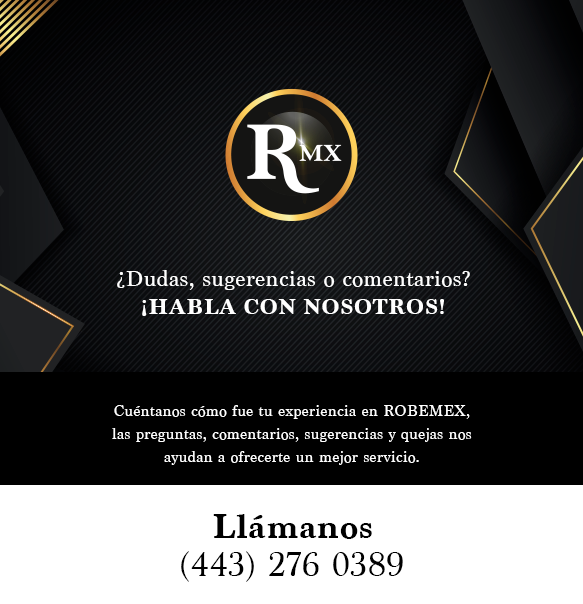 RMX
¿Dudas, sugerencias o comentarios?
¡HABLA CON NOSOTROS!
Cuéntanos cómo fue tu experiencia en ROBEMEX,
las preguntas, comentarios, sugerencias y quejas nos
ayudan a ofrecerte un mejor servicio.
Llámanos
(443) 276 0389